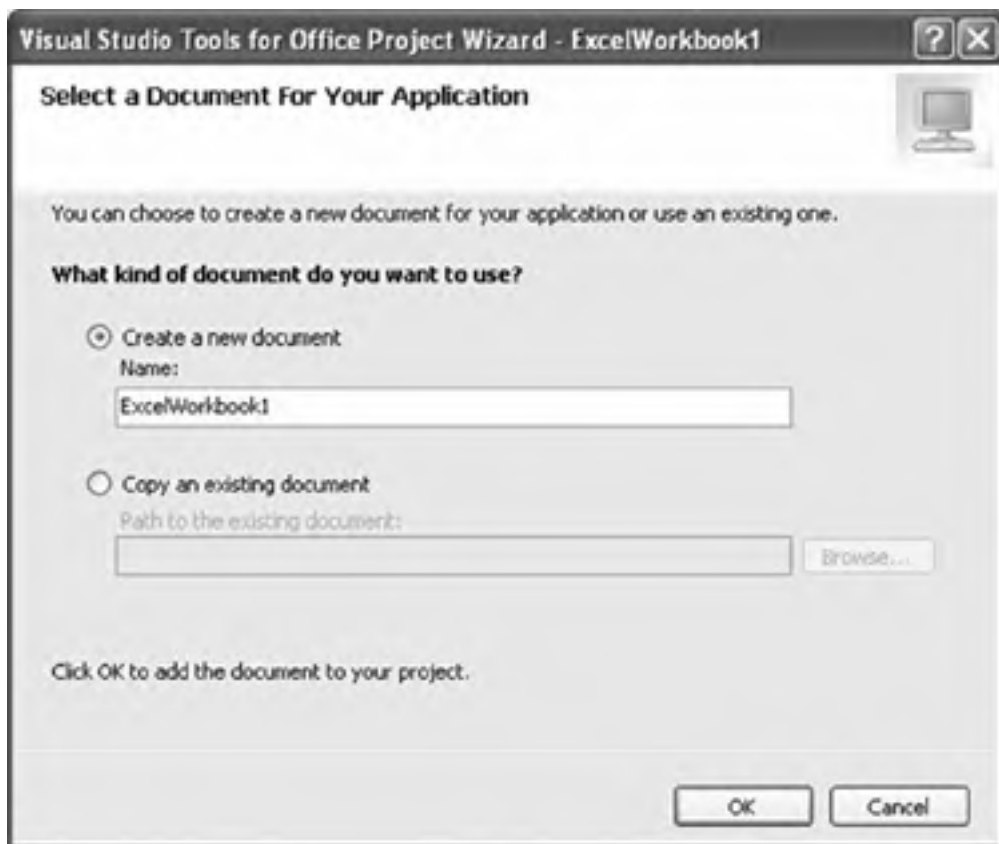 Visual Studio Tools for Office Project Wizard - ExcelWorkbook1
Select a Document For Your Application
You can choose to create a new document for your application or use an existing one.
What kind of document do you want to use?
Create a new document
Name:
ExcelWorkbook1
Copy an existing document
Path to the existing document:
Browse...
Click OK to add the document to your project.
OK
Cancel